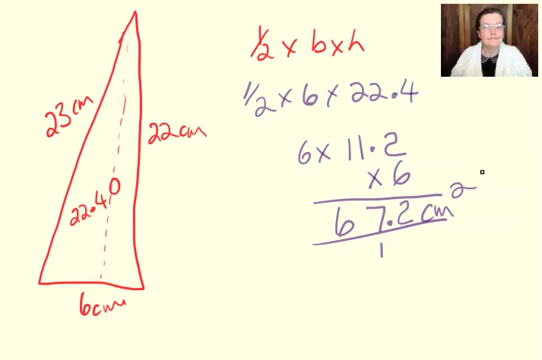 ½ × b × h
½ × 6 × 22.4
23cm
22cm
6 × 11.2
× 6
22.4
67.2 cm²
1
6cm